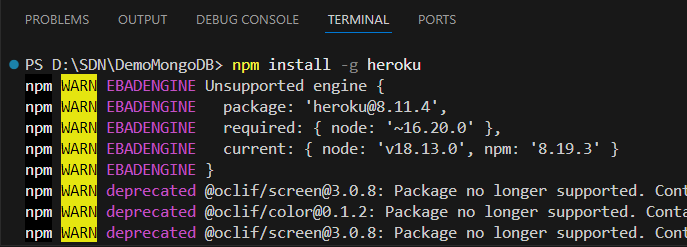 PROBLEMS OUTPUT DEBUG CONSOLE TERMINAL PORTS
PS D:\SDN\DemoMongoDB> npm install -g heroku
npm WARN EBADENGINE Unsupported engine {
npm WARN EBADENGINE   package: 'heroku@8.11.4',
npm WARN EBADENGINE   required: { node: '~16.20.0' },
npm WARN EBADENGINE   current: { node: 'v18.13.0', npm: '8.19.3' }
npm WARN EBADENGINE }
npm WARN deprecated @oclif/screen@3.0.8: Package no longer supported. Cont
npm WARN deprecated @oclif/color@0.1.2: Package no longer supported. Conta
npm WARN deprecated @oclif/screen@3.0.8: Package no longer supported. Cont